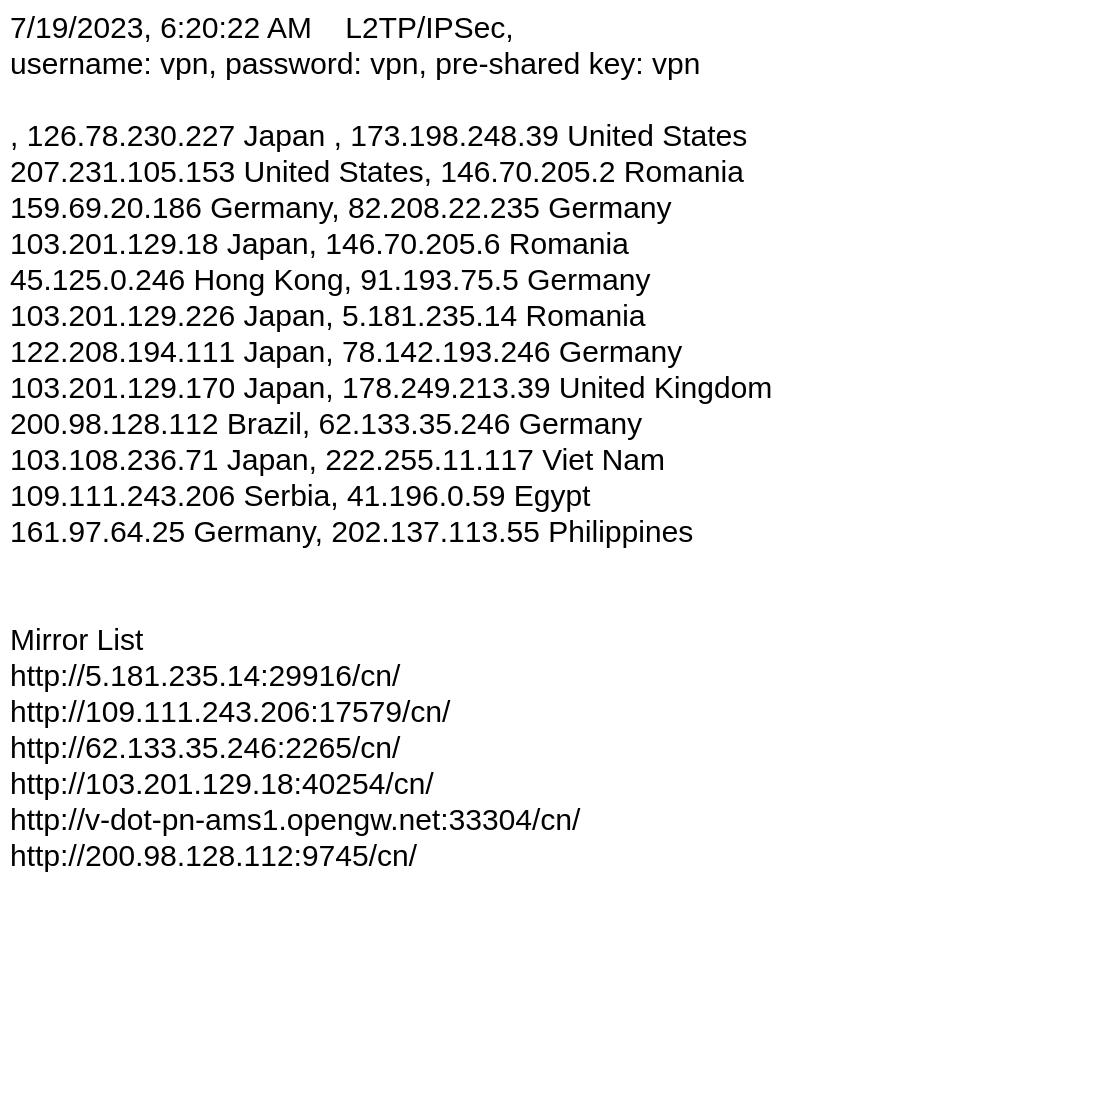 7/19/2023, 6:20:22 AM    L2TP/IPSec,
username: vpn, password: vpn, pre-shared key: vpn
, 126.78.230.227 Japan , 173.198.248.39 United States
207.231.105.153 United States, 146.70.205.2 Romania
159.69.20.186 Germany, 82.208.22.235 Germany
103.201.129.18 Japan, 146.70.205.6 Romania
45.125.0.246 Hong Kong, 91.193.75.5 Germany
103.201.129.226 Japan, 5.181.235.14 Romania
122.208.194.111 Japan, 78.142.193.246 Germany
103.201.129.170 Japan, 178.249.213.39 United Kingdom
200.98.128.112 Brazil, 62.133.35.246 Germany
103.108.236.71 Japan, 222.255.11.117 Viet Nam
109.111.243.206 Serbia, 41.196.0.59 Egypt
161.97.64.25 Germany, 202.137.113.55 Philippines
Mirror List
http://5.181.235.14:29916/cn/
http://109.111.243.206:17579/cn/
http://62.133.35.246:2265/cn/
http://103.201.129.18:40254/cn/
http://v-dot-pn-ams1.opengw.net:33304/cn/
http://200.98.128.112:9745/cn/